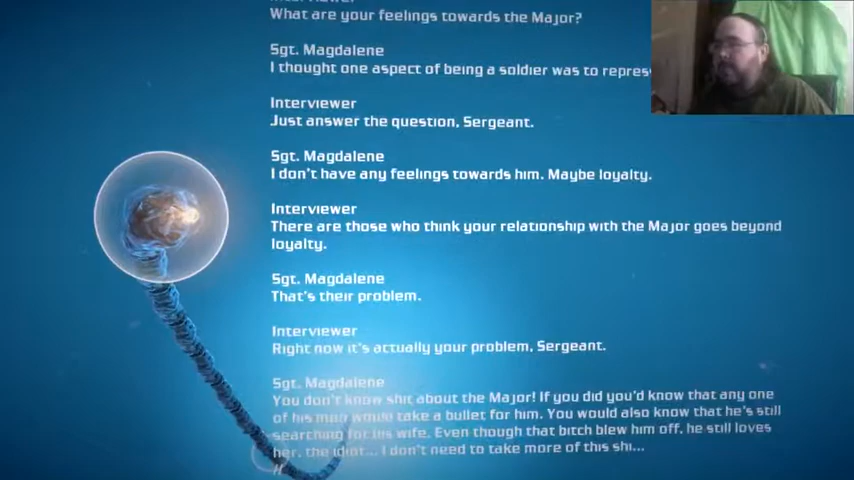 Interviewer
What are your feelings towards the Major?
Sgt. Magdalene
I thought one aspect of being a soldier was to
Interviewer
Just answer the question, Sergeant.
Sgt. Magdalene
I don't have any feelings towards him. Maybe loyalty.
Interviewer
There are those who think your relationship with the Major goes beyond
loyalty.
Sgt. Magdalene
That's their problem.
Interviewer
Right now it's actually your problem, Sergeant.
Sgt. Magdalene
You don't know shit about the Major! If you did you'd know that any one
of his men would take a bullet for him. You would also know that he's still
searching for his wife. Even though that bitch blew him off, he still loves
her, the idiot... I don't need to take more of this shi...